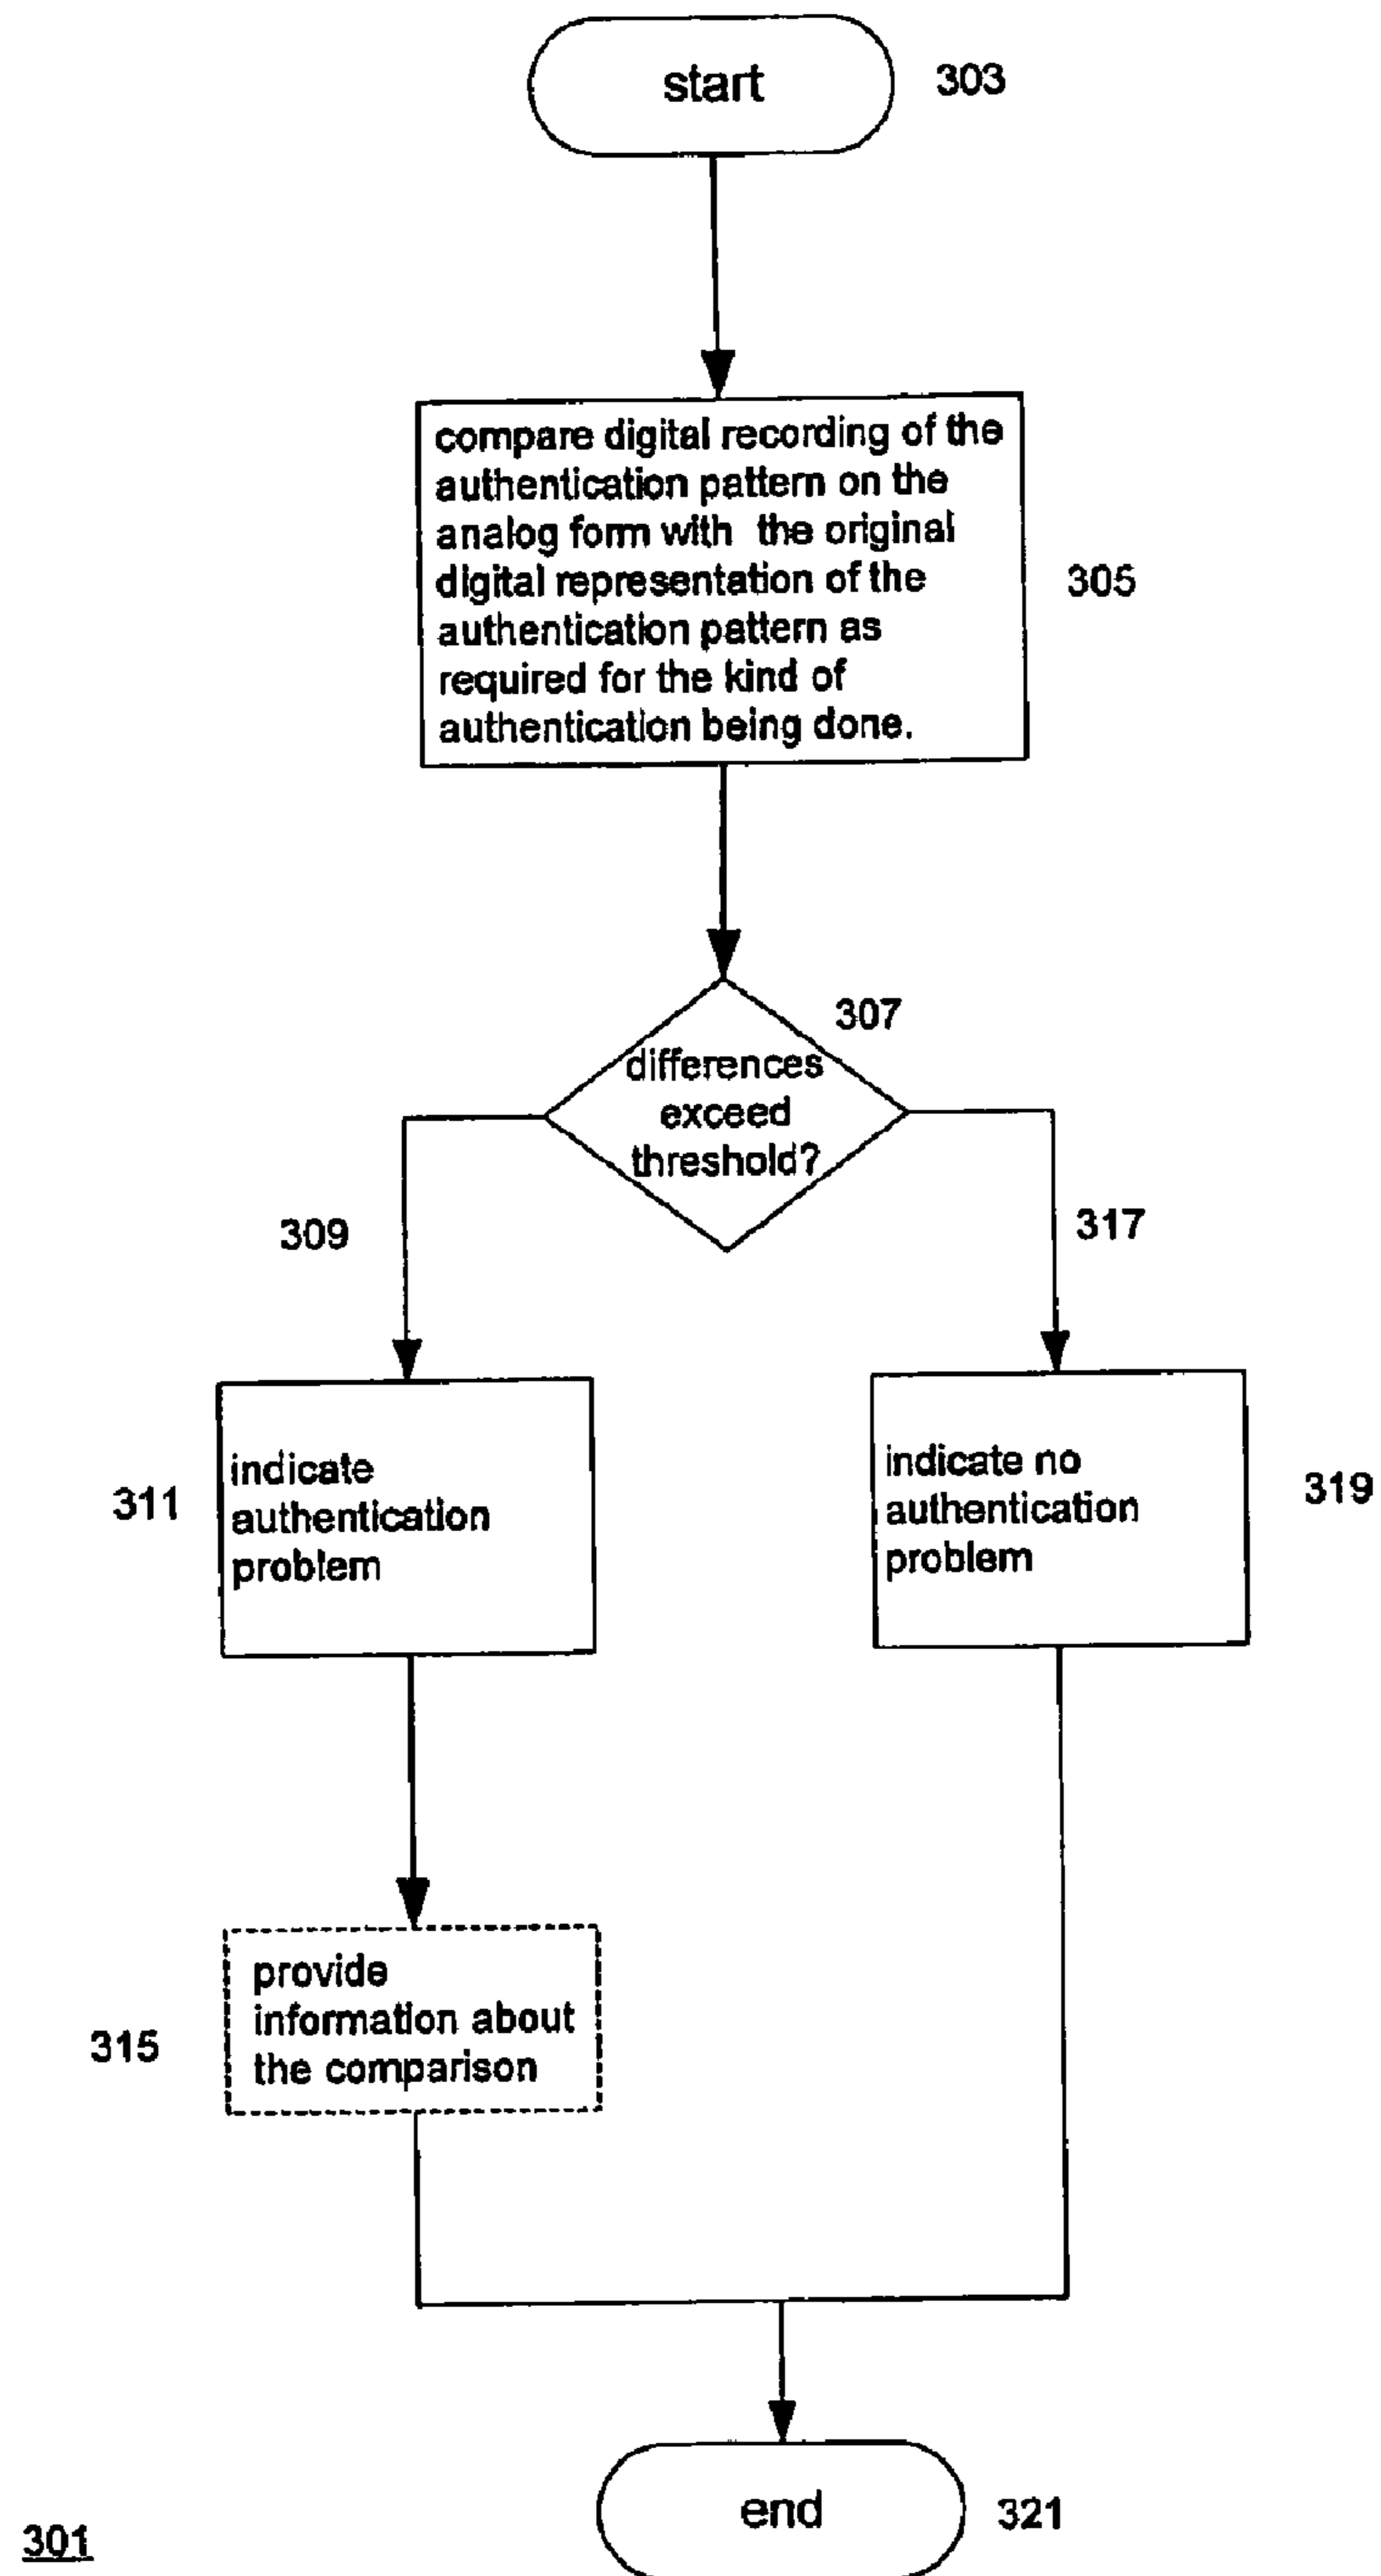 start
303
compare digital recording of the
authentication pattern on the
analog form with the original
digital representation of the
authentication pattern as
required for the kind of
authentication being done.
305
307
differences
exceed
threshold?
309
317
311
indicate
authentication
problem
indicate no
authentication
problem
319
315
provide
information about
the comparison
end
321
301